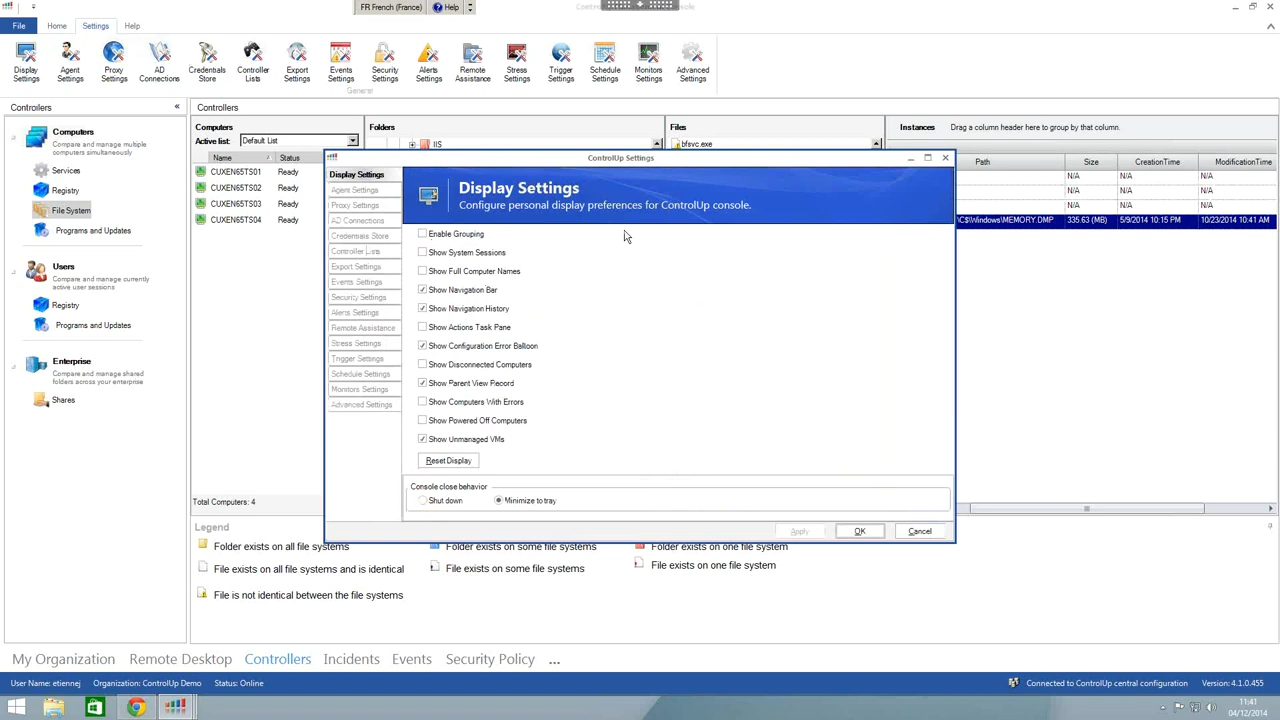 FR French (France)
Help
File
Home
Settings
Help
Display Settings
Agent Settings
Proxy Settings
AD Connections
Credentials Store
Controller Lists
Export Settings
Events Settings
Security Settings
Alerts Settings
Remote Assistance
Stress Settings
Trigger Settings
Schedule Settings
Monitors Settings
Advanced Settings
General
Controllers
«
Computers
Compare and manage multiple
computers simultaneously
Services
Registry
File System
Programs and Updates
Users
Compare and manage currently
active user sessions
Registry
Programs and Updates
Enterprise
Compare and manage shared
folders across your enterprise
Shares
Controllers
Computers
Active list: Default List
Name Status
CUXEN65TS01 Ready
CUXEN65TS02 Ready
CUXEN65TS03 Ready
CUXEN65TS04 Ready
Total Computers: 4
Folders
IIS
Files
bfsvc.exe
Instances Drag a column header here to group by that column.
Path Size CreationTime ModificationTime
N/A N/A N/A
N/A N/A N/A
N/A N/A N/A
\C$\Windows\MEMORY.DMP 335.63 (MB) 5/9/2014 10:15 PM 10/23/2014 10:41 AM
ControlUp Settings
Display Settings
Agent Settings
Proxy Settings
AD Connections
Credentials Store
Controller Lists
Export Settings
Events Settings
Security Settings
Alerts Settings
Remote Assistance
Stress Settings
Trigger Settings
Schedule Settings
Monitors Settings
Advanced Settings
Display Settings
Configure personal display preferences for ControlUp console.
Enable Grouping
Show System Sessions
Show Full Computer Names
Show Navigation Bar
Show Navigation History
Show Actions Task Pane
Show Configuration Error Balloon
Show Disconnected Computers
Show Parent View Record
Show Computers With Errors
Show Powered Off Computers
Show Unmanaged VMs
Reset Display
Console close behavior
Shut down
Minimize to tray
Apply
OK
Cancel
Legend
Folder exists on all file systems
Folder exists on some file systems
Folder exists on one file system
File exists on all file systems and is identical
File exists on some file systems
File exists on one file system
File is not identical between the file systems
My Organization
Remote Desktop
Controllers
Incidents
Events
Security Policy
...
User Name: etiennej
Organization: ControlUp Demo
Status: Online
Connected to ControlUp central configuration
Version: 4.1.0.455
11:41
04/12/2014